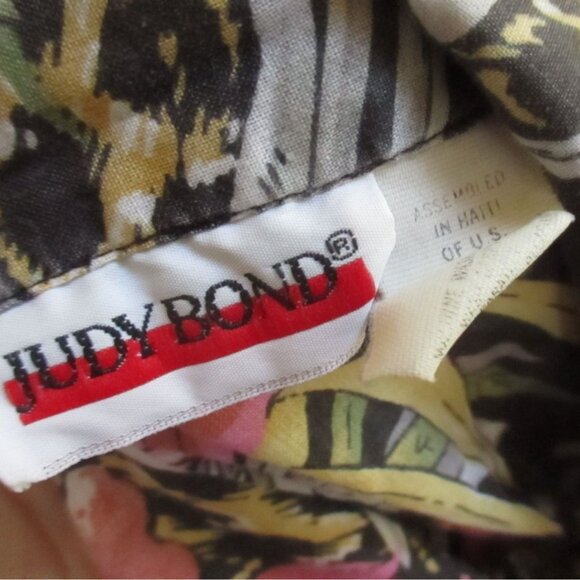 JUDY BOND®
ASSEMBLED
IN HAITI
OF U.S.